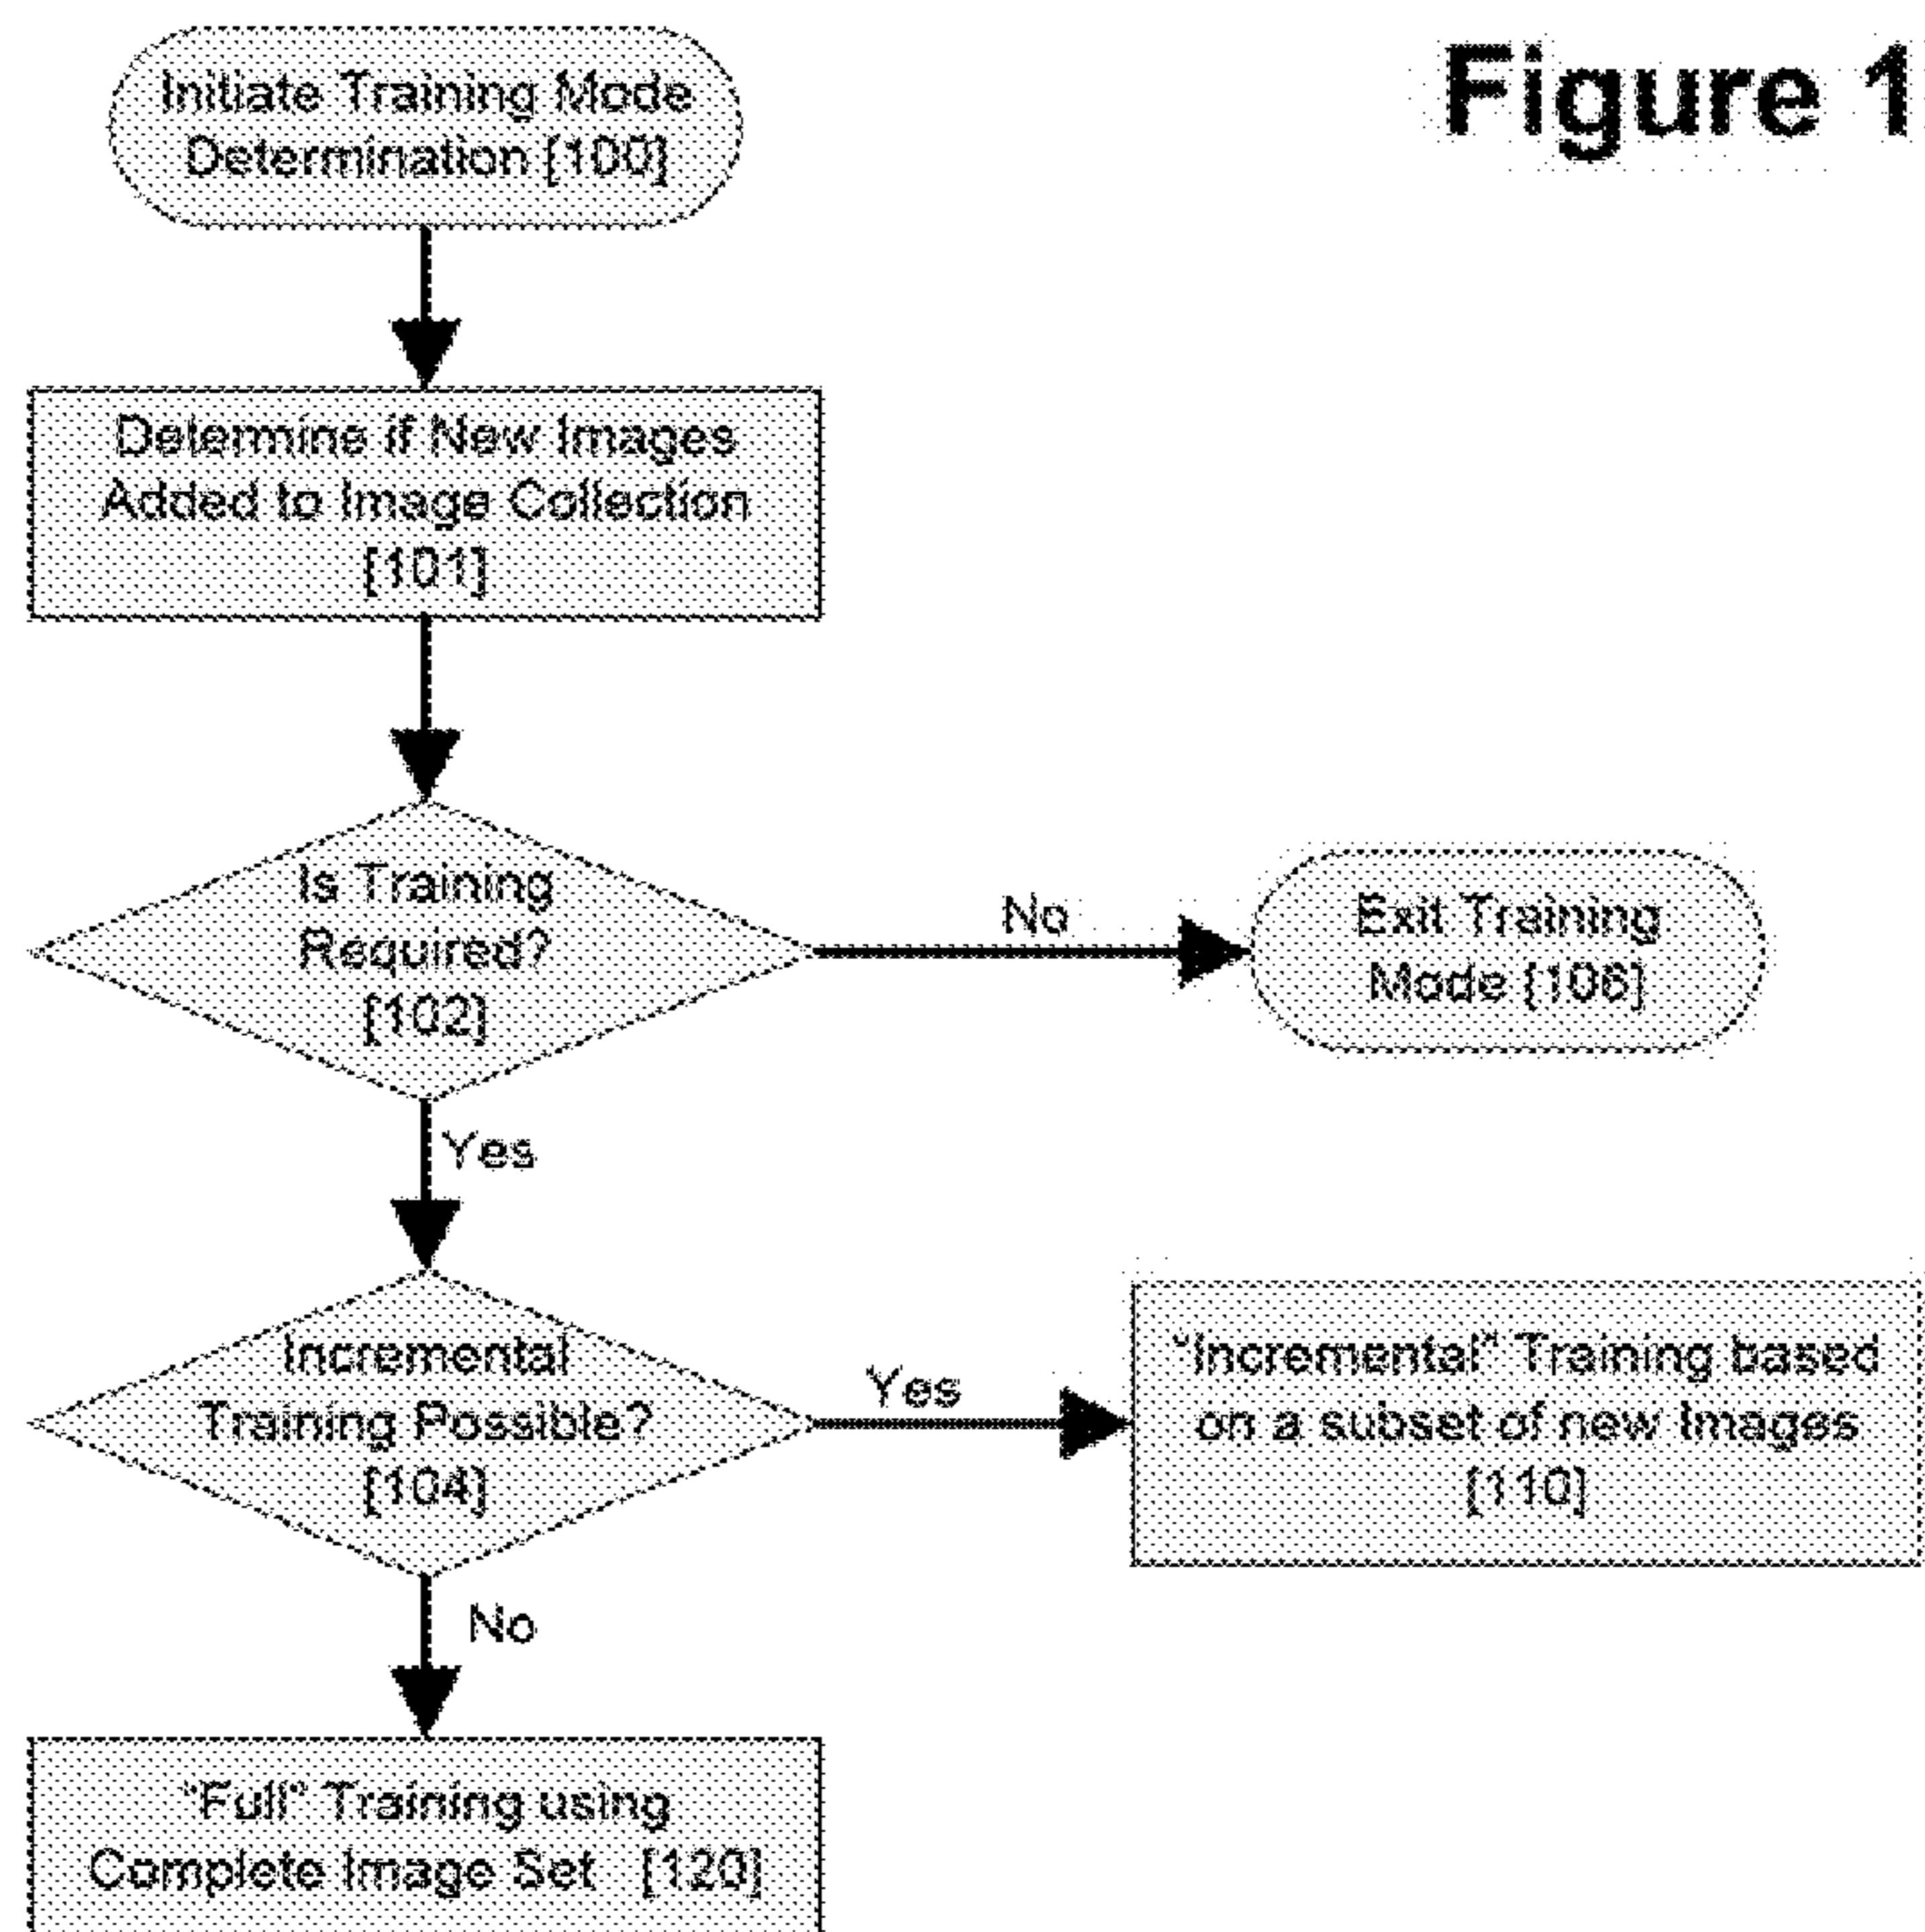 Figure 1
Initiate Training Mode
Determination [100]
Determine if New Images
Added to Image Collection
[101]
Is Training
Required?
[102]
No
Exit Training
Mode [106]
Yes
Incremental
Training Possible?
[104]
Yes
"Incremental" Training based
on a subset of new Images
[110]
No
"Full" Training using
Complete Image Set [120]